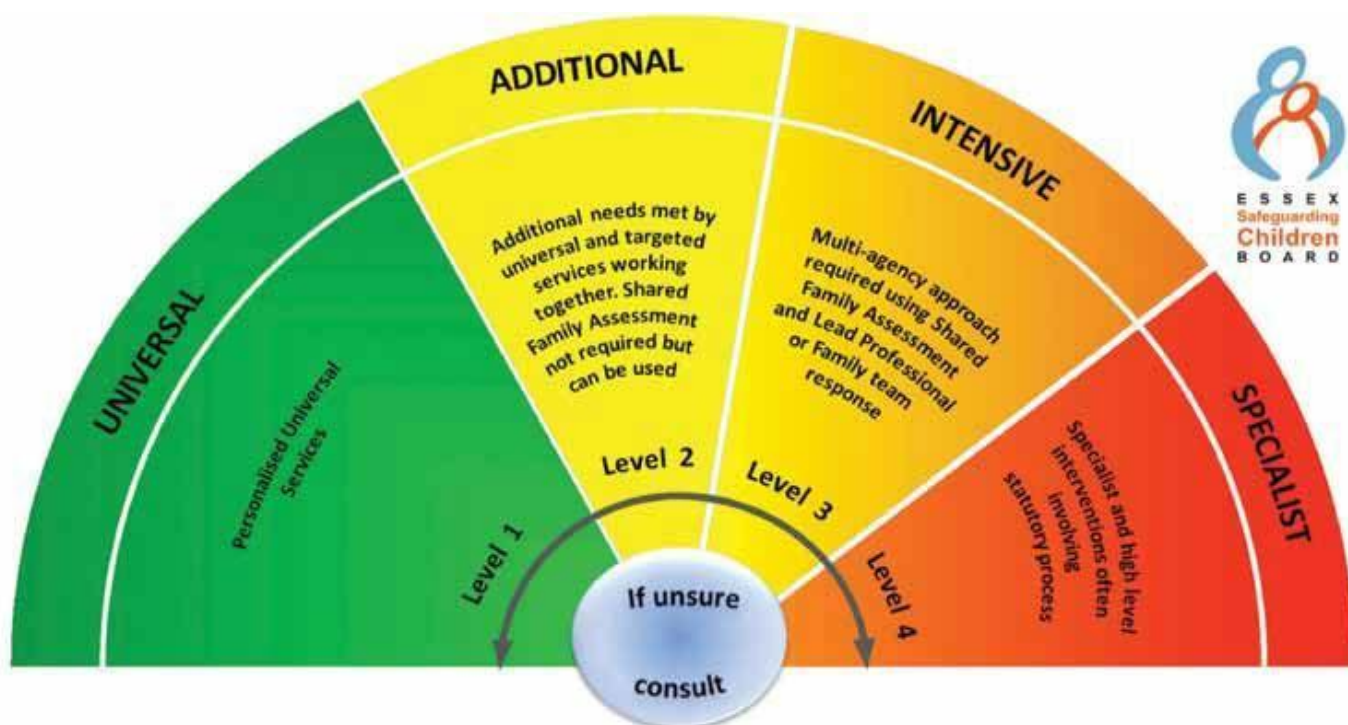 UNIVERSAL
Personalised Universal
Services
Level 1
ADDITIONAL
Additional needs met by
universal and targeted
services working
together. Shared
Family Assessment
not required but
can be used
Level 2
INTENSIVE
Multi-agency approach
required using Shared
Family Assessment
and Lead Professional
or Family team
response
Level 3
SPECIALIST
Specialist and high level
interventions often
involving
statutory process
Level 4
If unsure
consult
ESSEX
Safeguarding
Children
BOARD